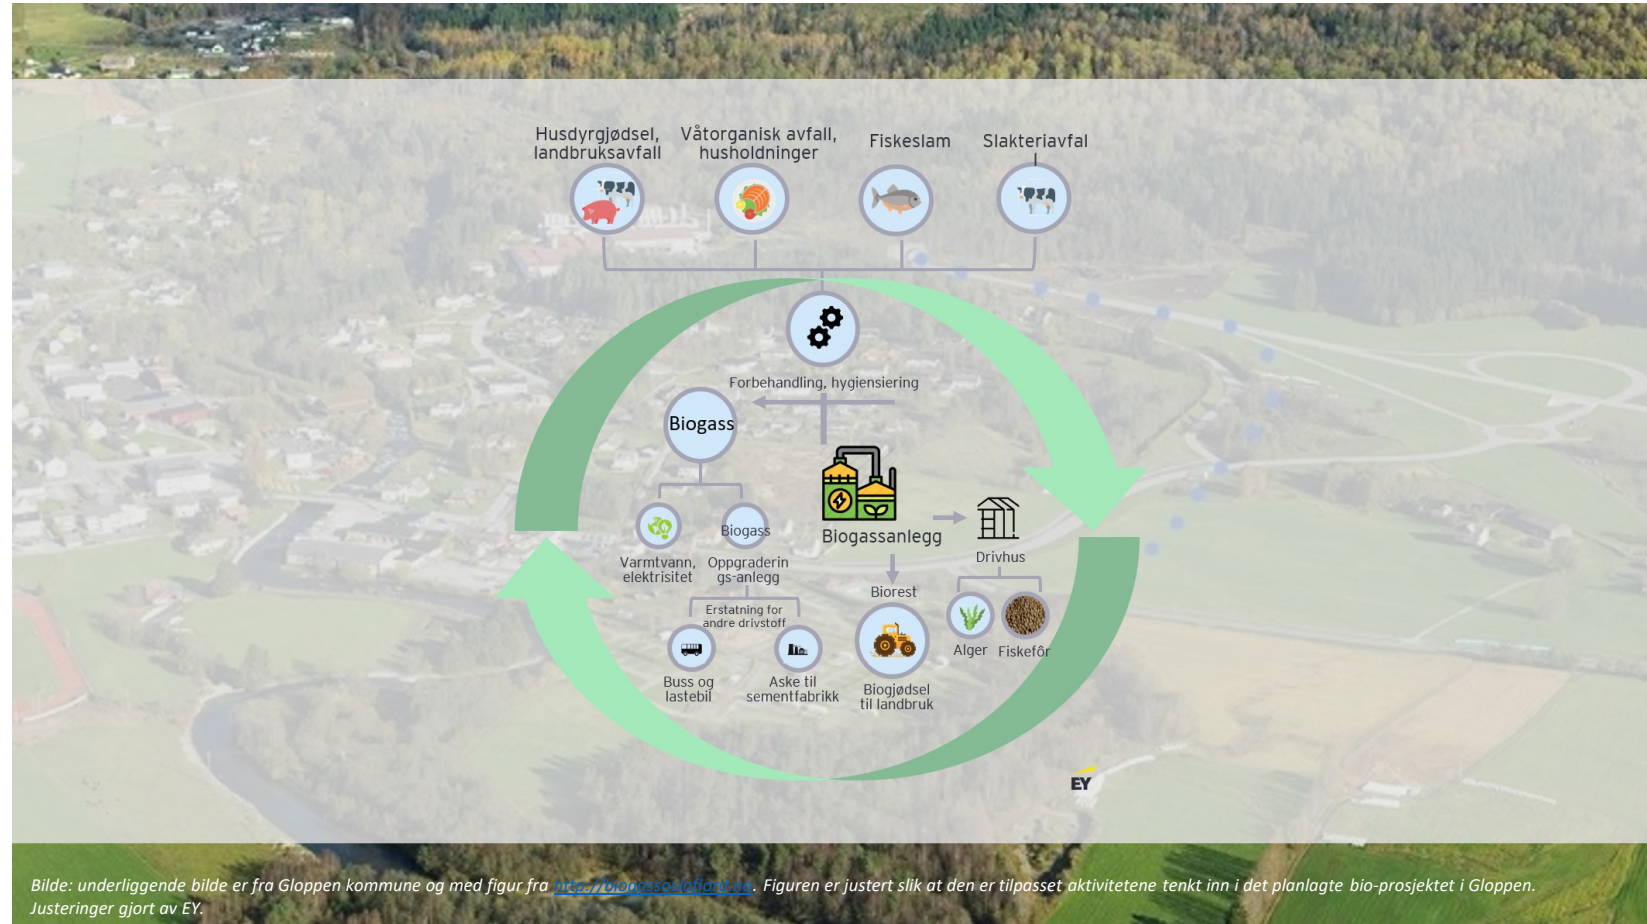 Husdyrgjødsel,
landbruksavfall
Våtorganisk avfall,
husholdninger
Fiskeslam
Slakteriavfal
l
Forbehandling, hygiensiering
Biogass
Biogassanlegg
Varmtvann,
elektrisitet
Biogass
Oppgraderin
gs-anlegg
Erstatning for
andre drivstoff
Buss og
lastebil
Aske til
sementfabrikk
Biorest
Biogjødsel
til landbruk
Drivhus
Alger
Fiskefôr
EY
Bilde: underliggende bilde er fra Gloppen kommune og med figur fra http://biogassoslofjord.no. Figuren er justert slik at den er tilpasset aktivitetene tenkt inn i det planlagte bio-prosjektet i Gloppen.
Justeringer gjort av EY.